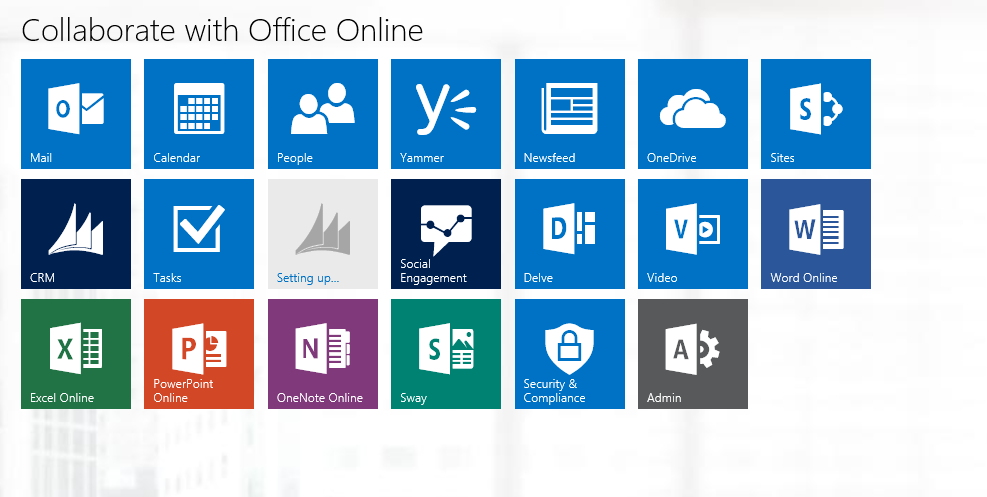 Collaborate with Office Online
Mail
Calendar
People
Yammer
Newsfeed
OneDrive
Sites
CRM
Tasks
Setting up...
Social
Engagement
Delve
Video
Word Online
Excel Online
PowerPoint
Online
OneNote Online
Sway
Security &
Compliance
Admin